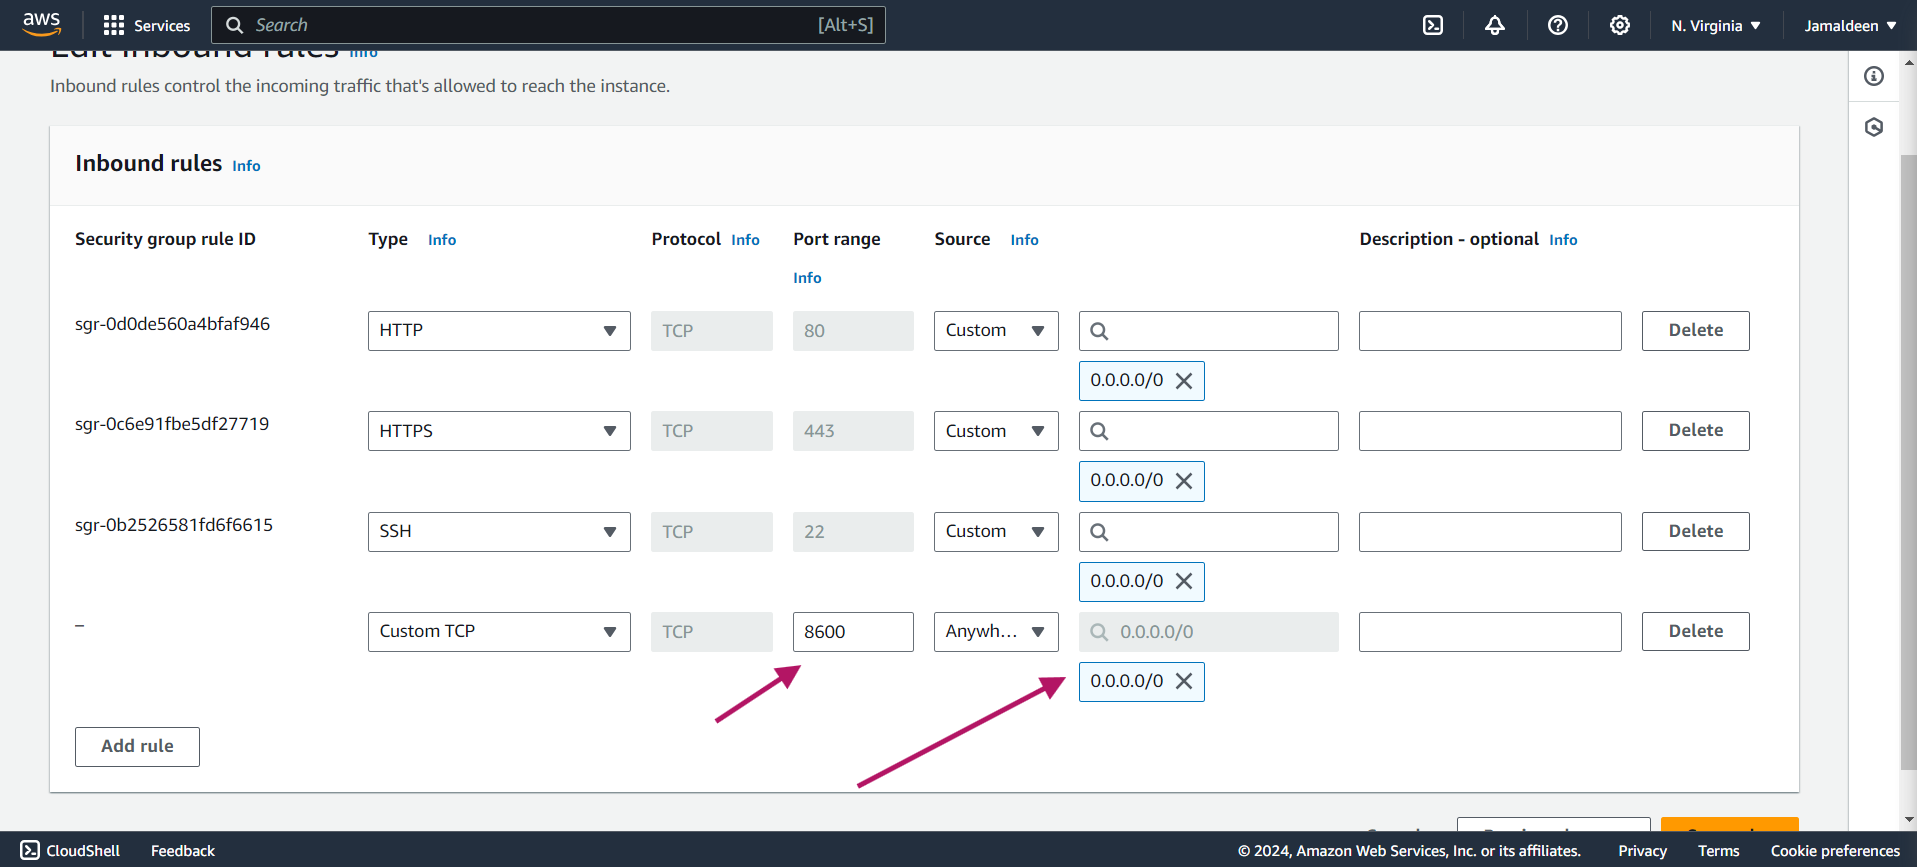 aws Services Search [Alt+S] N. Virginia Jamaldeen
Edit inbound rules Info
Inbound rules control the incoming traffic that's allowed to reach the instance.
Inbound rules Info
Security group rule ID Type Info Protocol Info Port range Info Source Info Description - optional Info
sgr-0d0de560a4bfaf946 HTTP TCP 80 Custom Delete
0.0.0.0/0
sgr-0c6e91fbe5df27719 HTTPS TCP 443 Custom Delete
0.0.0.0/0
sgr-0b2526581fd6f6615 SSH TCP 22 Custom Delete
0.0.0.0/0
– Custom TCP TCP 8600 Anywh... 0.0.0.0/0 Delete
0.0.0.0/0
Add rule
CloudShell Feedback © 2024, Amazon Web Services, Inc. or its affiliates. Privacy Terms Cookie preferences